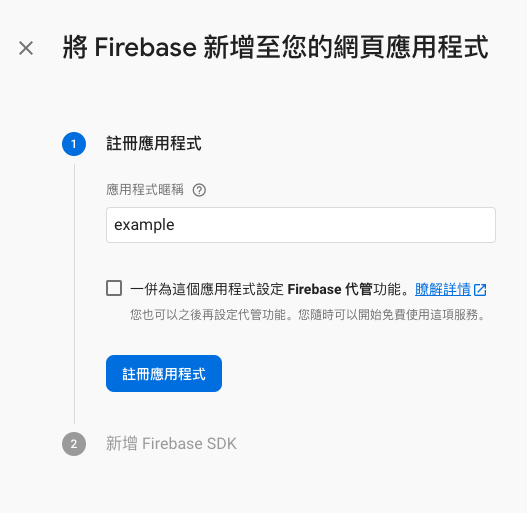 將 Firebase 新增至您的網頁應用程式
1
註冊應用程式
應用程式暱稱
example
一併為這個應用程式設定 Firebase 代管功能。瞭解詳情
您也可以之後再設定代管功能。您隨時可以開始免費使用這項服務。
註冊應用程式
2
新增 Firebase SDK